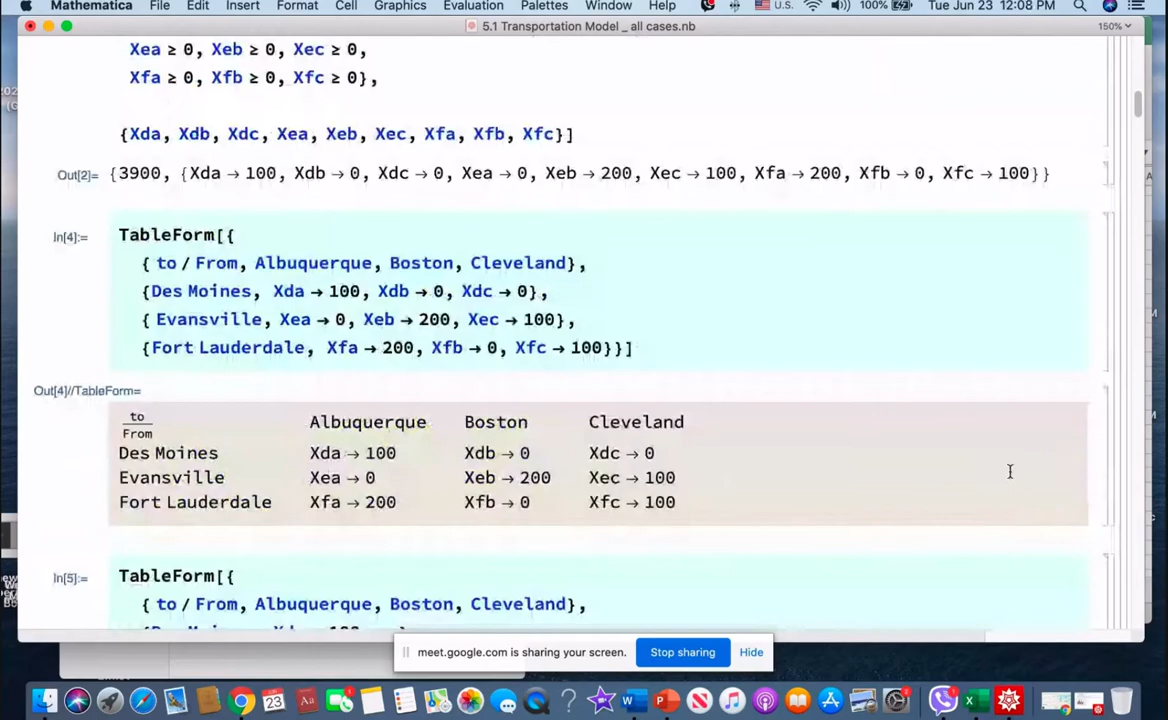 Mathematica File Edit Insert Format Cell Graphics Evaluation Palettes Window Help U.S. 100% Tue Jun 23 12:08 PM
5.1 Transportation Model _ all cases.nb
150%
Xea ≥ 0, Xeb ≥ 0, Xec ≥ 0,
Xfa ≥ 0, Xfb ≥ 0, Xfc ≥ 0},
{Xda, Xdb, Xdc, Xea, Xeb, Xec, Xfa, Xfb, Xfc}]
Out[2]= {3900, {Xda → 100, Xdb → 0, Xdc → 0, Xea → 0, Xeb → 200, Xec → 100, Xfa → 200, Xfb → 0, Xfc → 100}}
In[4]:= TableForm[{
{ to / From, Albuquerque, Boston, Cleveland},
{Des Moines, Xda → 100, Xdb → 0, Xdc → 0},
{ Evansville, Xea → 0, Xeb → 200, Xec → 100},
{Fort Lauderdale, Xfa → 200, Xfb → 0, Xfc → 100}}]
Out[4]//TableForm=
to
From Albuquerque Boston Cleveland
Des Moines Xda → 100 Xdb → 0 Xdc → 0
Evansville Xea → 0 Xeb → 200 Xec → 100
Fort Lauderdale Xfa → 200 Xfb → 0 Xfc → 100
In[5]:= TableForm[{
{ to / From, Albuquerque, Boston, Cleveland},
meet.google.com is sharing your screen. Stop sharing Hide